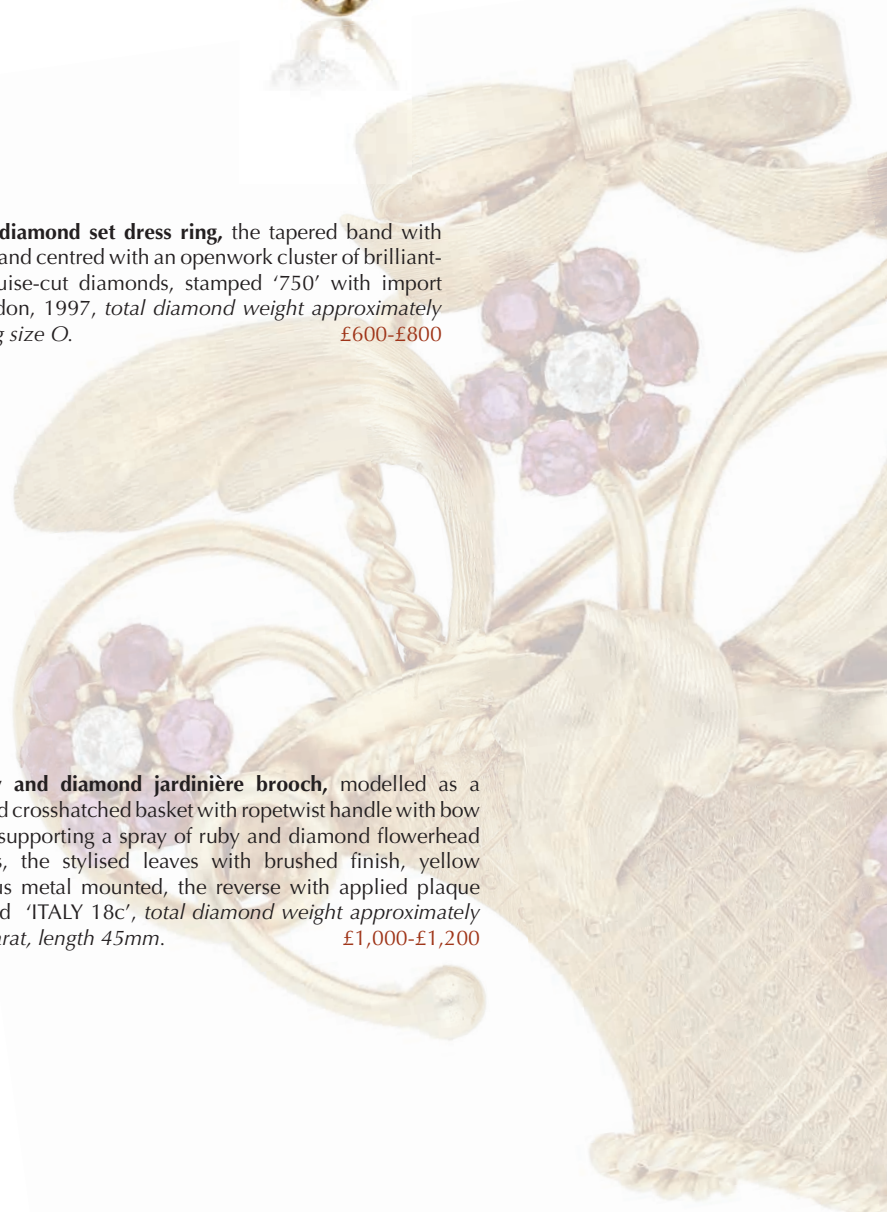 diamond set dress ring, the tapered band with
and centred with an openwork cluster of brilliant-
uise-cut diamonds, stamped ‘750’ with import
don, 1997, total diamond weight approximately
size O. £600-£800
and diamond jardinière brooch, modelled as a
d crosshatched basket with ropetwist handle with bow
supporting a spray of ruby and diamond flowerhead
s, the stylised leaves with brushed finish, yellow
us metal mounted, the reverse with applied plaque
d ‘ITALY 18c’, total diamond weight approximately
arat, length 45mm. £1,000-£1,200